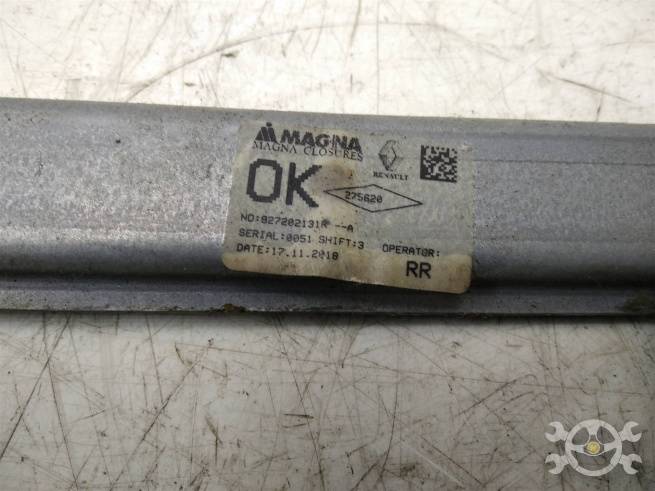 MAGNA
MAGNA CLOSURES
RENAULT
OK
275620
NO:827202131R --A
SERIAL:0051 SHIFT:3 OPERATOR:
DATE:17.11.2018
RR